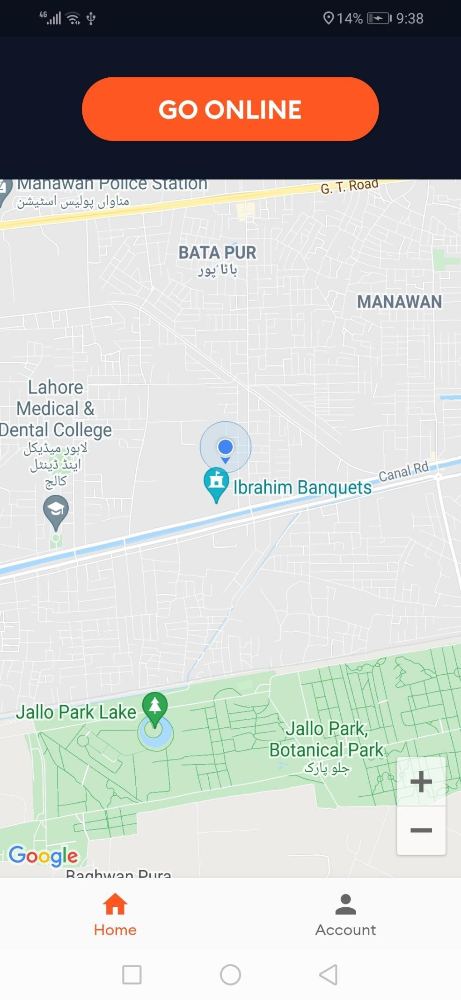 4G
14% 9:38
GO ONLINE
Manawan Police Station
مناواں پولیس اسٹیشن
G. T. Road
BATA PUR
باٹا پُور
MANAWAN
Lahore
Medical &
Dental College
لاہور میڈیکل
اینڈ ڈینٹل
کالج
Canal Rd
Ibrahim Banquets
Jallo Park Lake
Jallo Park,
Botanical Park
جلو پارک
+
−
Google
Baghwan Pura
Home
Account